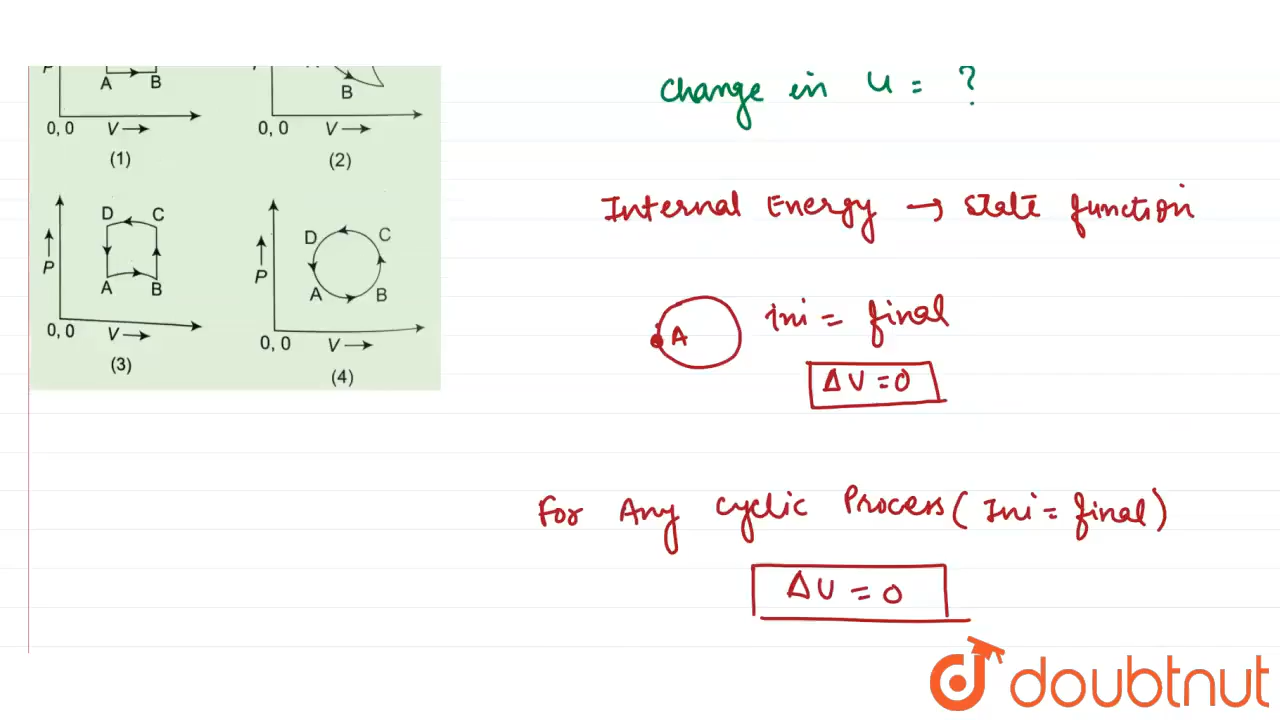 P
A B
0, 0 V
(1)
B
0, 0 V
(2)
D C
P
A B
0, 0 V
(3)
D C
P
A B
0, 0 V
(4)
Change in U = ?
Internal Energy → State function
A Ini = final
ΔU = 0
For Any Cyclic Process ( Ini = final )
ΔU = 0
doubtnut